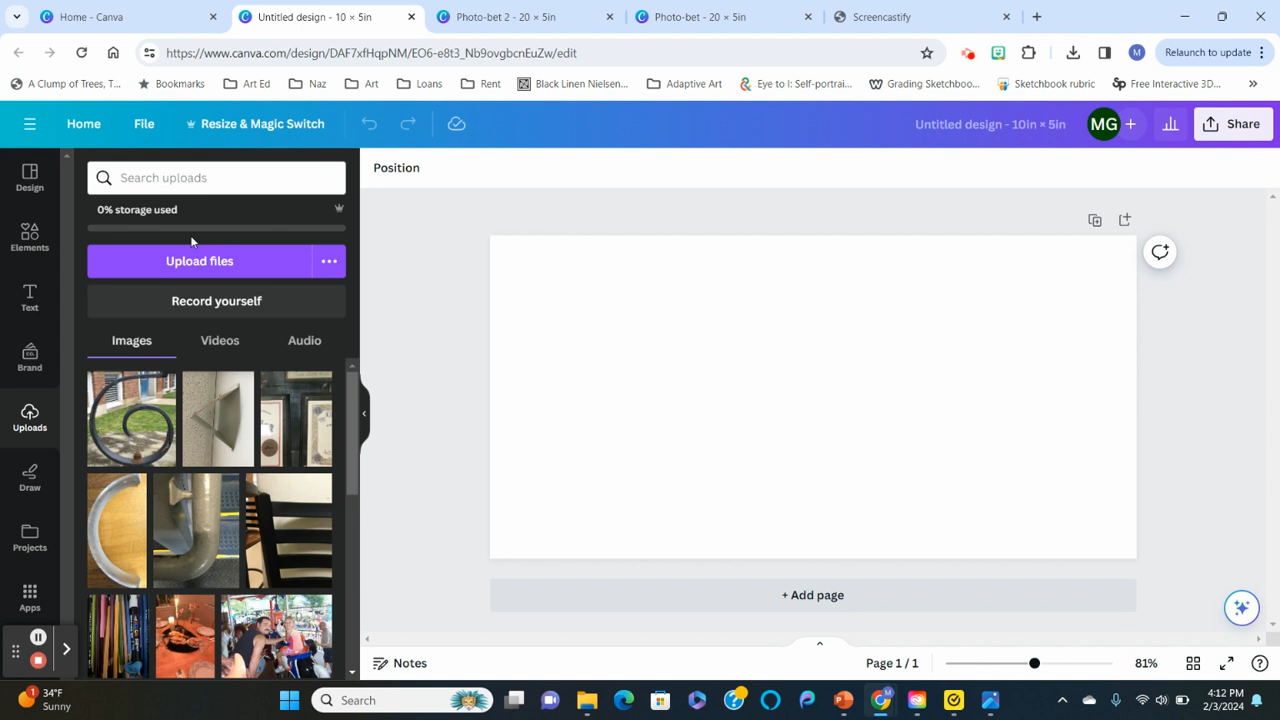 Home - Canva
Untitled design - 10 × 5in
Photo-bet 2 - 20 × 5in
Photo-bet - 20 × 5in
Screencastify
https://www.canva.com/design/DAF7xfHqpNM/EO6-e8t3_Nb9ovgbcnEuZw/edit
M
Relaunch to update
A Clump of Trees, T...
Bookmarks
Art Ed
Naz
Art
Loans
Rent
Black Linen Nielsen...
Adaptive Art
Eye to I: Self-portrai...
Grading Sketchboo...
Sketchbook rubric
Free Interactive 3D...
Home
File
Resize & Magic Switch
Untitled design - 10in × 5in
MG
Share
Design
Elements
Text
Brand
Uploads
Draw
Projects
Apps
Search uploads
0% storage used
Upload files
Record yourself
Images
Videos
Audio
Position
+ Add page
Notes
Page 1 / 1
81%
1
34°F
Sunny
Search
4:12 PM
2/3/2024